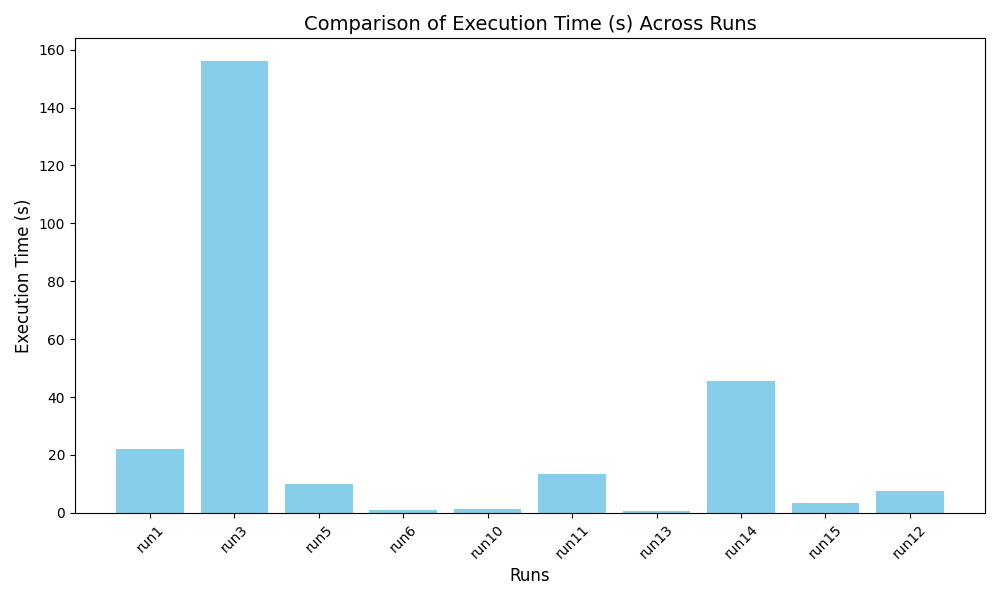 Comparison of Execution Time (s) Across Runs
Execution Time (s)
160
140
120
100
80
60
40
20
0
run1
run3
run5
run6
run10
run11
run13
run14
run15
run12
Runs